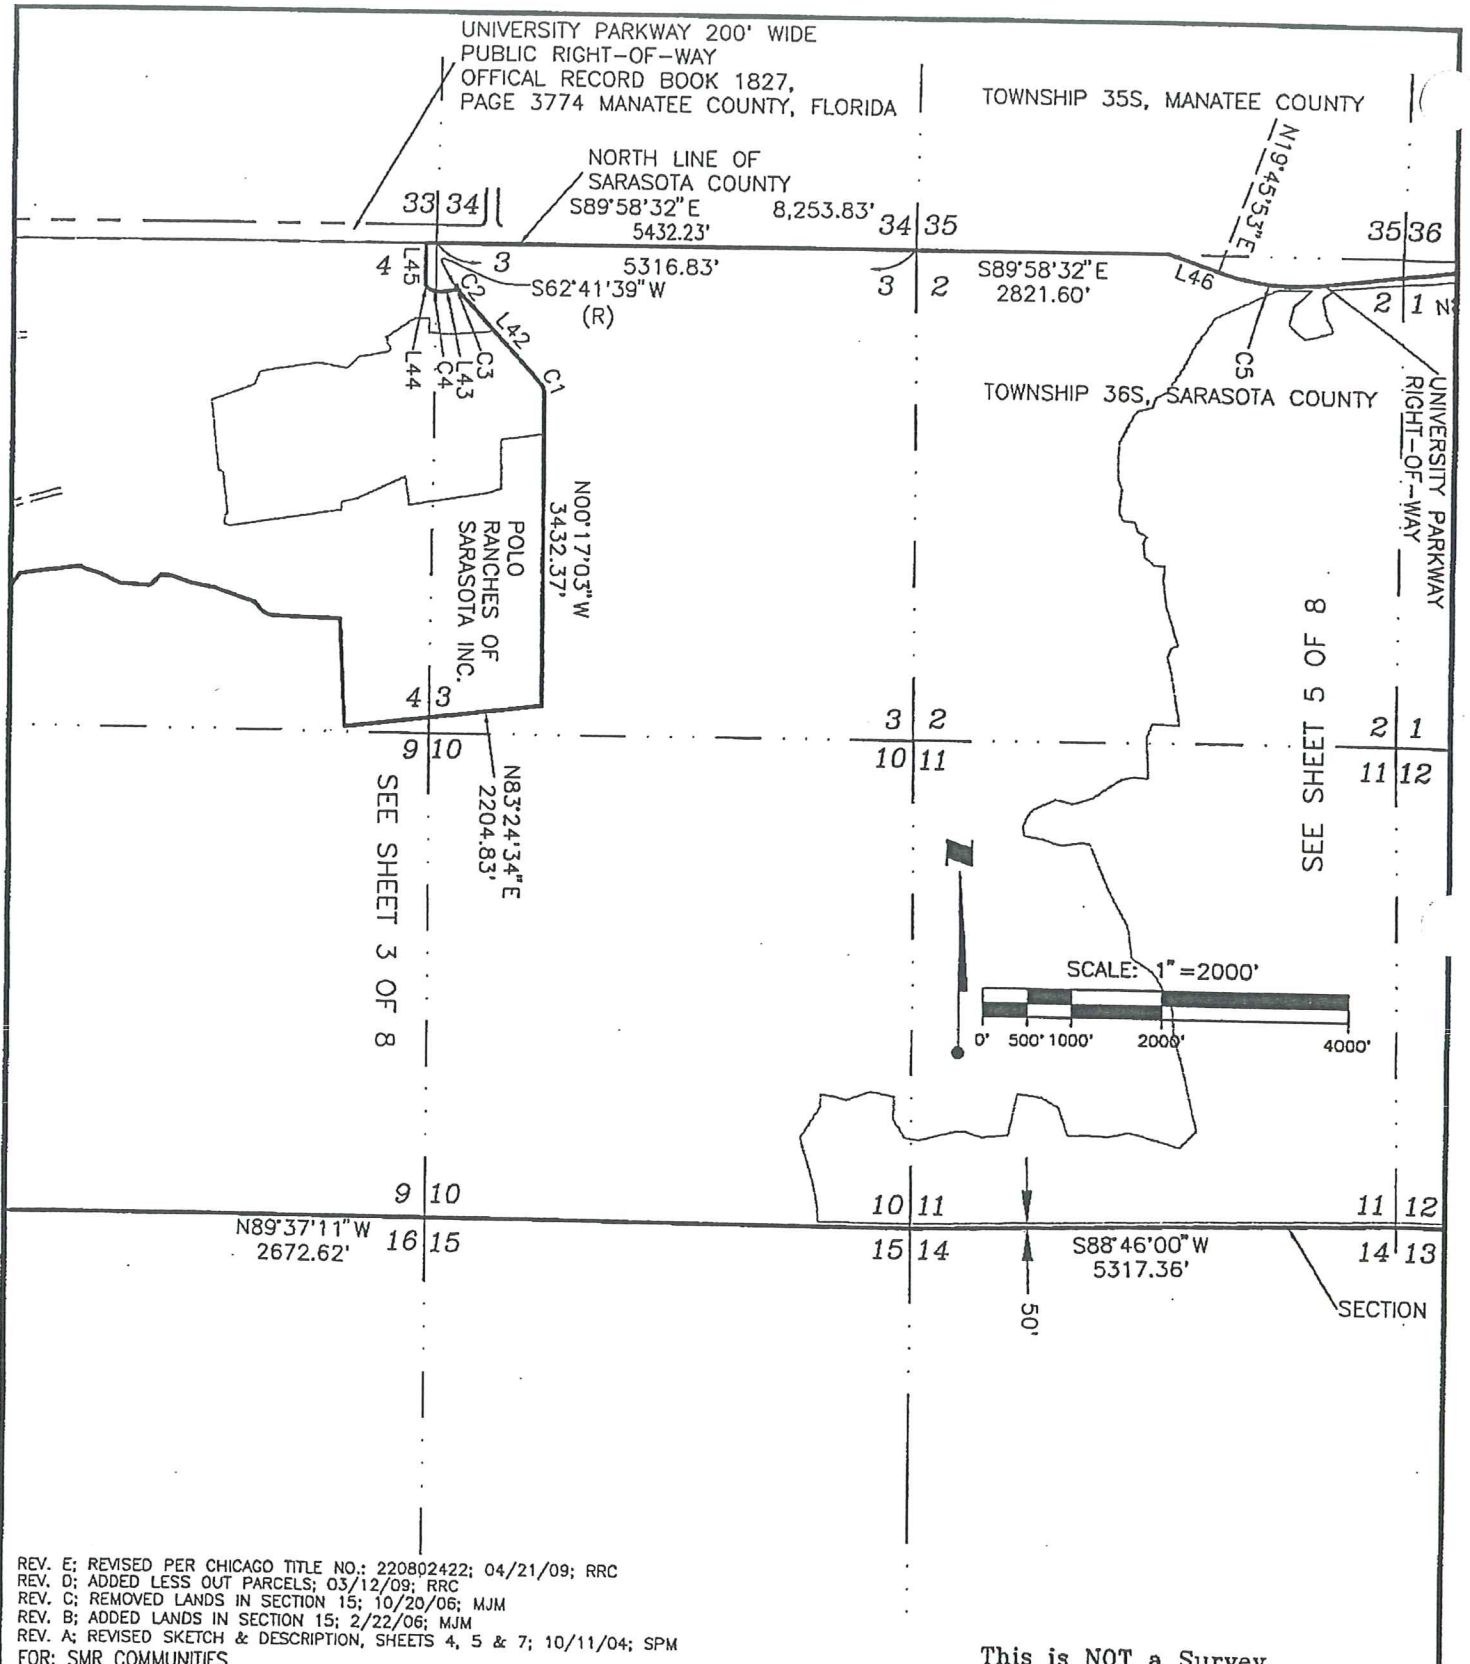 UNIVERSITY PARKWAY 200' WIDE
PUBLIC RIGHT-OF-WAY
OFFICAL RECORD BOOK 1827,
PAGE 3774 MANATEE COUNTY, FLORIDA
TOWNSHIP 35S, MANATEE COUNTY
N19°45'53"E
NORTH LINE OF
SARASOTA COUNTY
33 34
S89°58'32"E 8,253.83'
5432.23'
34 35
35 36
4 L45 3
5316.83'
3 2
S89°58'32"E
2821.60'
L46
2 1 N
C2
S62°41'39"W
(R)
L42
L44
C4
L43
C3
C1
C5
TOWNSHIP 36S, SARASOTA COUNTY
UNIVERSITY PARKWAY
RIGHT-OF-WAY
N00°17'03"W
3432.37'
POLO
RANCHES OF
SARASOTA INC.
SEE SHEET 5 OF 8
4 3
9 10
3 2
10 11
2 1
11 12
N83°24'34"E
2204.83'
SEE SHEET 3 OF 8
N
SCALE: 1"=2000'
0' 500' 1000' 2000' 4000'
9 10
16 15
N89°37'11"W
2672.62'
10 11
15 14
S88°46'00"W
5317.36'
11 12
14 13
50'
SECTION
REV. E; REVISED PER CHICAGO TITLE NO.: 220802422; 04/21/09; RRC
REV. D; ADDED LESS OUT PARCELS; 03/12/09; RRC
REV. C; REMOVED LANDS IN SECTION 15; 10/20/06; MJM
REV. B; ADDED LANDS IN SECTION 15; 2/22/06; MJM
REV. A; REVISED SKETCH & DESCRIPTION, SHEETS 4, 5 & 7; 10/11/04; SPM
FOR: SMR COMMUNITIES
This is NOT a Survey